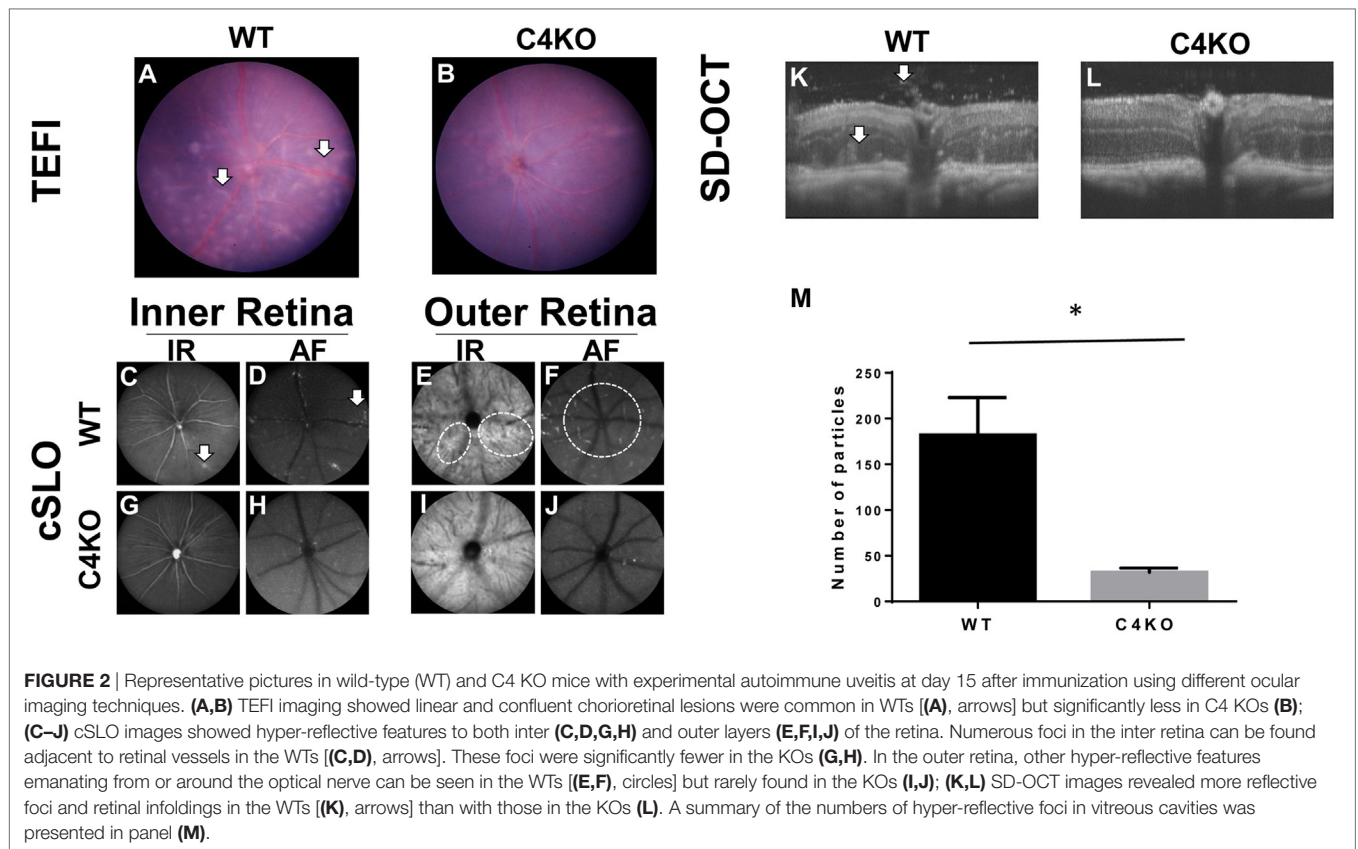 WT
C4KO
TEFI
A
B
SD-OCT
WT
C4KO
K
L
Inner Retina
Outer Retina
IR
AF
IR
AF
cSLO
WT
C
D
E
F
C4KO
G
H
I
J
M
*
Number of particles
250
200
150
100
50
0
WT
C4KO
FIGURE 2 | Representative pictures in wild-type (WT) and C4 KO mice with experimental autoimmune uveitis at day 15 after immunization using different ocular
imaging techniques. (A,B) TEFI imaging showed linear and confluent chorioretinal lesions were common in WTs [(A), arrows] but significantly less in C4 KOs (B);
(C–J) cSLO images showed hyper-reflective features to both inter (C,D,G,H) and outer layers (E,F,I,J) of the retina. Numerous foci in the inter retina can be found
adjacent to retinal vessels in the WTs [(C,D), arrows]. These foci were significantly fewer in the KOs (G,H). In the outer retina, other hyper-reflective features
emanating from or around the optical nerve can be seen in the WTs [(E,F), circles] but rarely found in the KOs (I,J); (K,L) SD-OCT images revealed more reflective
foci and retinal infoldings in the WTs [(K), arrows] than with those in the KOs (L). A summary of the numbers of hyper-reflective foci in vitreous cavities was
presented in panel (M).